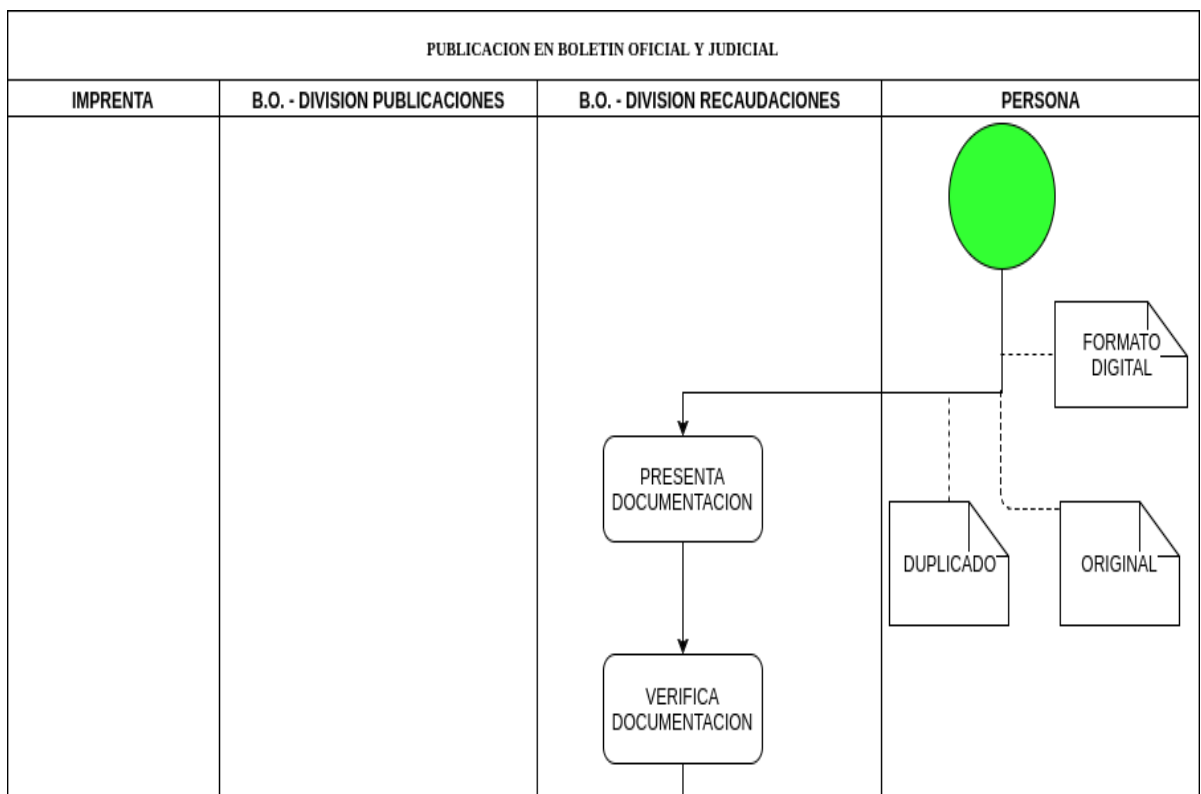 PUBLICACION EN BOLETIN OFICIAL Y JUDICIAL
IMPRENTA
B.O. - DIVISION PUBLICACIONES
B.O. - DIVISION RECAUDACIONES
PERSONA
FORMATO
DIGITAL
PRESENTA
DOCUMENTACION
DUPLICADO
ORIGINAL
VERIFICA
DOCUMENTACION